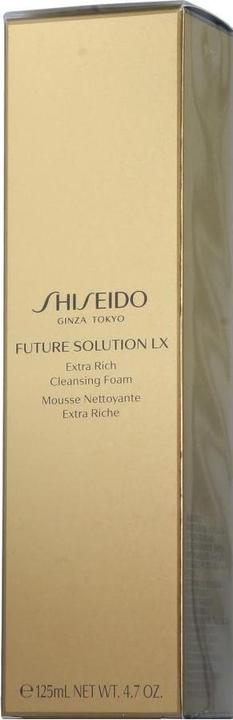 SHISEIDO
GINZA TOKYO
FUTURE SOLUTION LX
Extra Rich
Cleansing Foam
Mousse Nettoyante
Extra Riche
℮125mL NET WT. 4.7 OZ.